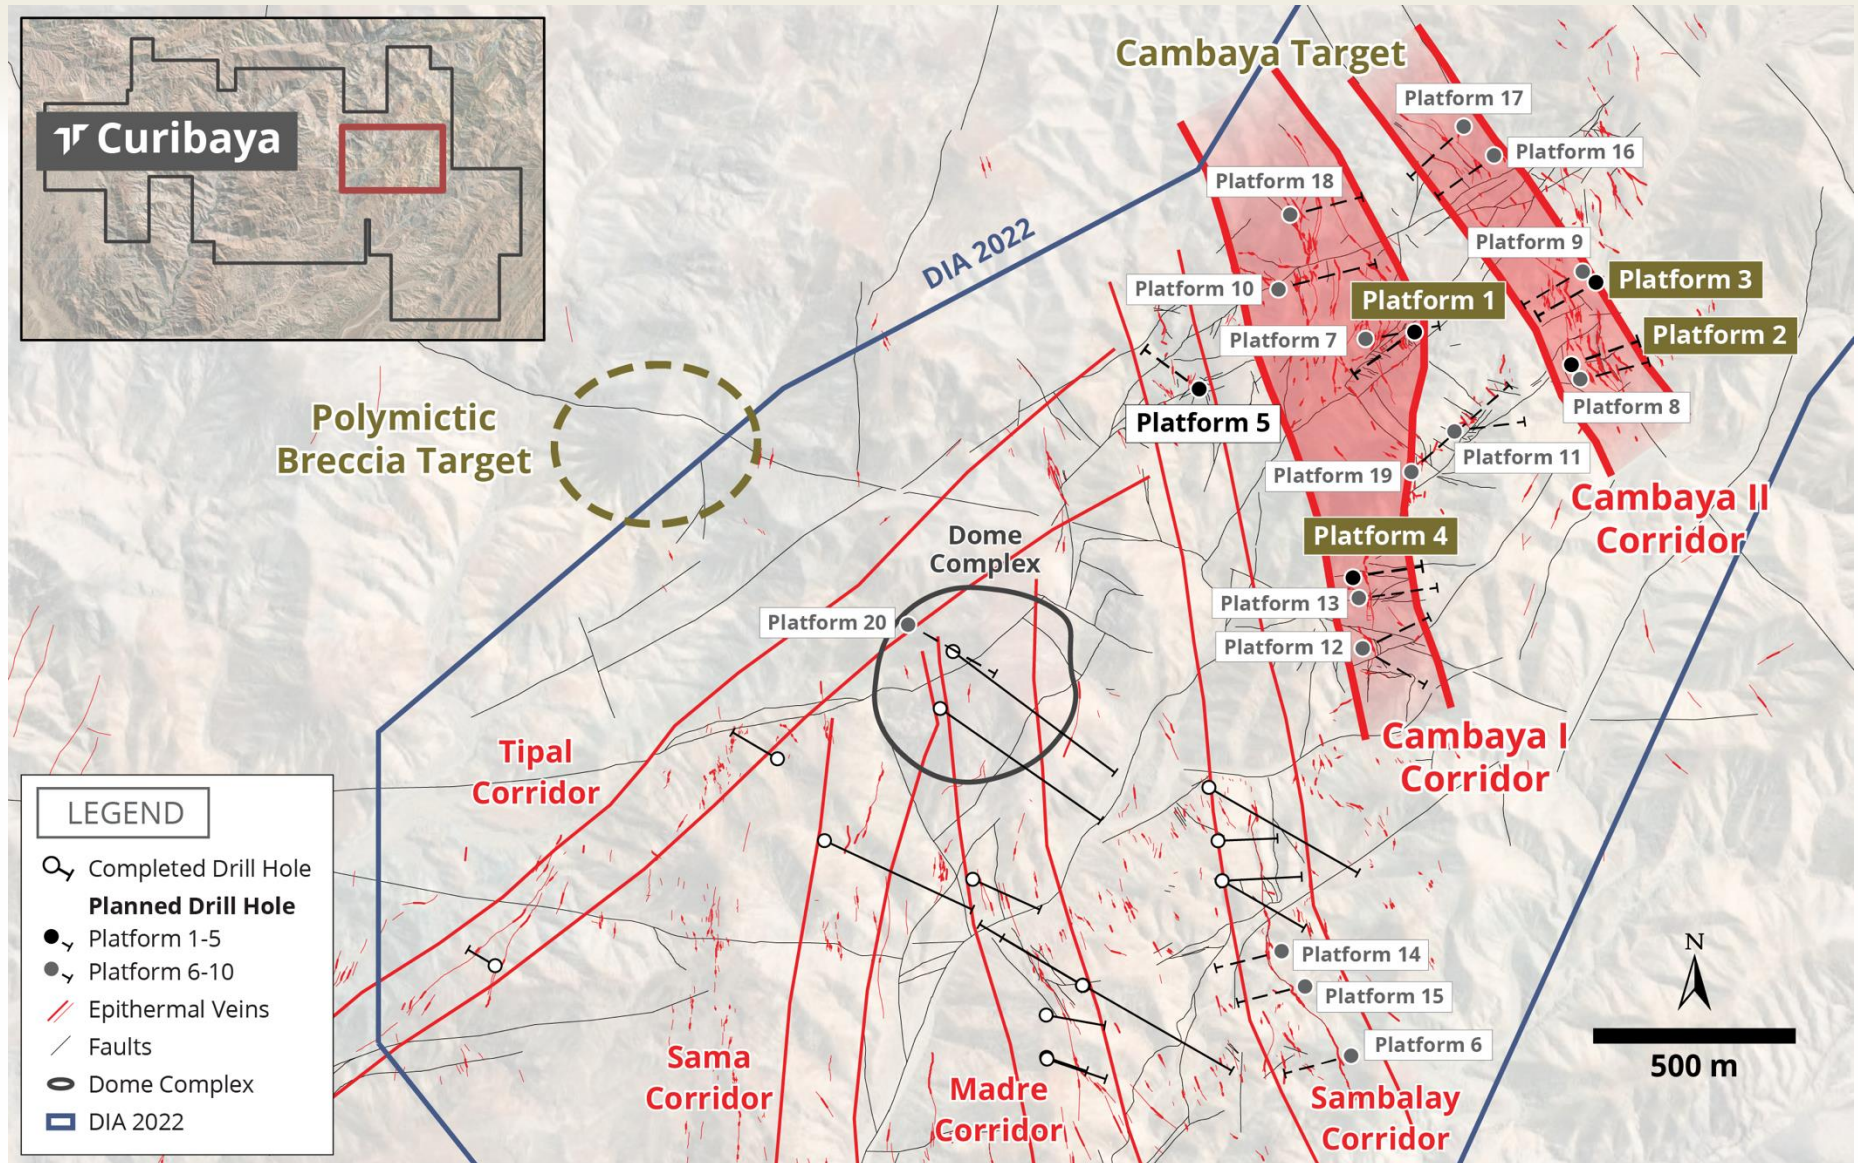 Curibaya
Cambaya Target
Platform 17
Platform 16
Platform 18
DIA 2022
Platform 9
Platform 3
Platform 10
Platform 1
Platform 2
Platform 7
Platform 8
Platform 5
Polymictic
Breccia Target
Platform 11
Platform 19
Cambaya II
Corridor
Platform 4
Dome
Complex
Platform 13
Platform 20
Platform 12
Cambaya I
Corridor
Tipal
Corridor
LEGEND
Completed Drill Hole
Planned Drill Hole
Platform 1-5
Platform 6-10
Epithermal Veins
Faults
Dome Complex
DIA 2022
Platform 14
Platform 15
Platform 6
Sama
Corridor
Madre
Corridor
Sambalay
Corridor
N
500 m